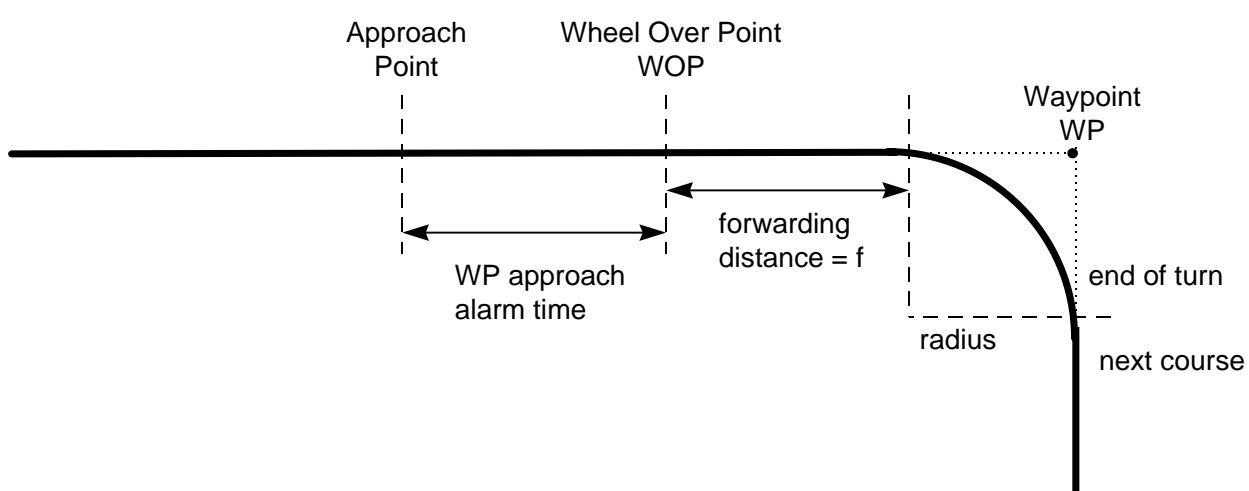 Approach
Point
Wheel Over Point
WOP
Waypoint
WP
forwarding
distance = f
WP approach
alarm time
end of turn
radius
next course